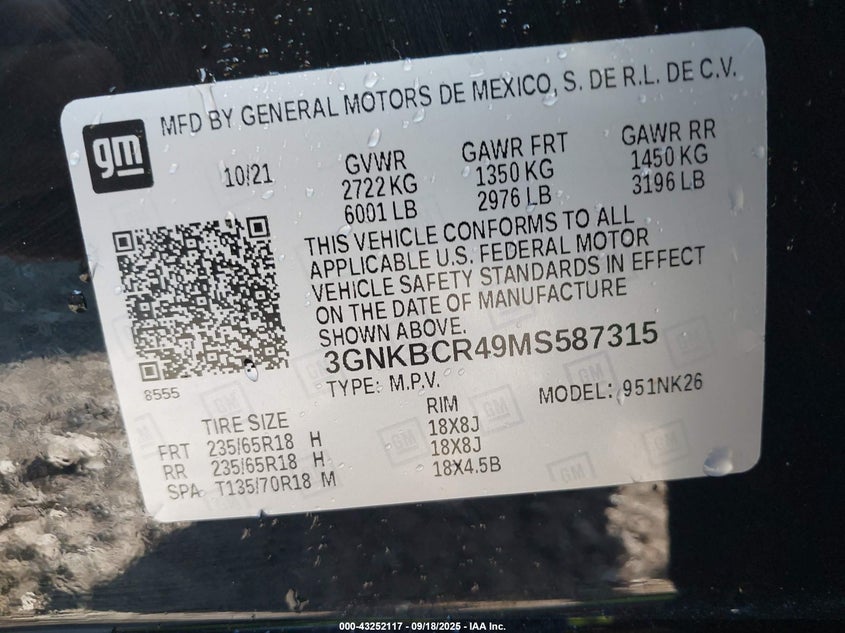 MFD BY GENERAL MOTORS DE MEXICO, S. DE R.L. DE C.V.
gm
10/21
GVWR GAWR FRT GAWR RR
2722 KG 1350 KG 1450 KG
6001 LB 2976 LB 3196 LB
THIS VEHICLE CONFORMS TO ALL
APPLICABLE U.S. FEDERAL MOTOR
VEHICLE SAFETY STANDARDS IN EFFECT
ON THE DATE OF MANUFACTURE
SHOWN ABOVE.
3GNKBCR49MS587315
TYPE: M.P.V. MODEL: 951NK26
8555
TIRE SIZE RIM
FRT 235/65R18 H 18X8J
RR 235/65R18 H 18X8J
SPA T135/70R18 M 18X4.5B
000-43252117 - 09/18/2025 - IAA Inc.